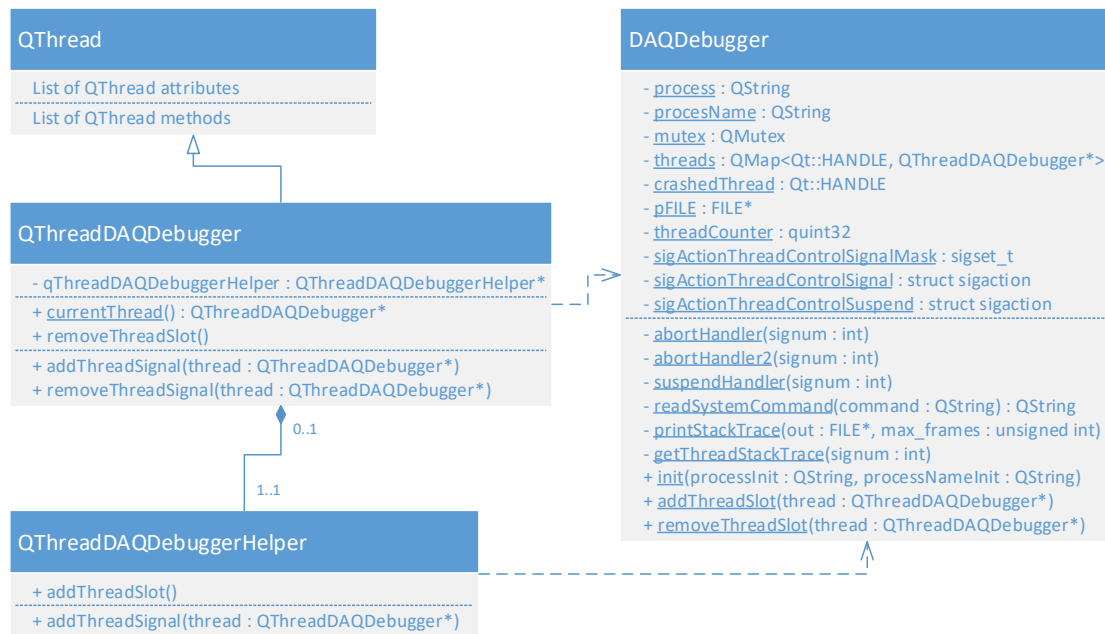 QThread
List of QThread attributes
List of QThread methods
QThreadDAQDebugger
- qThreadDAQDebuggerHelper : QThreadDAQDebuggerHelper*
+ currentThread() : QThreadDAQDebugger*
+ removeThreadSlot()
+ addThreadSignal(thread : QThreadDAQDebugger*)
+ removeThreadSignal(thread : QThreadDAQDebugger*)
0..1
1..1
QThreadDAQDebuggerHelper
+ addThreadSlot()
+ addThreadSignal(thread : QThreadDAQDebugger*)
DAQDebugger
- process : QString
- procesName : QString
- mutex : QMutex
- threads : QMap<Qt::HANDLE, QThreadDAQDebugger*>
- crashedThread : Qt::HANDLE
- pFILE : FILE*
- threadCounter : quint32
- sigActionThreadControlSignalMask : sigset_t
- sigActionThreadControlSignal : struct sigaction
- sigActionThreadControlSuspend : struct sigaction
- abortHandler(signum : int)
- abortHandler2(signum : int)
- suspendHandler(signum : int)
- readSystemCommand(command : QString) : QString
- printStackTrace(out : FILE*, max_frames : unsigned int)
- getThreadStackTrace(signum : int)
+ init(processInit : QString, processNameInit : QString)
+ addThreadSlot(thread : QThreadDAQDebugger*)
+ removeThreadSlot(thread : QThreadDAQDebugger*)